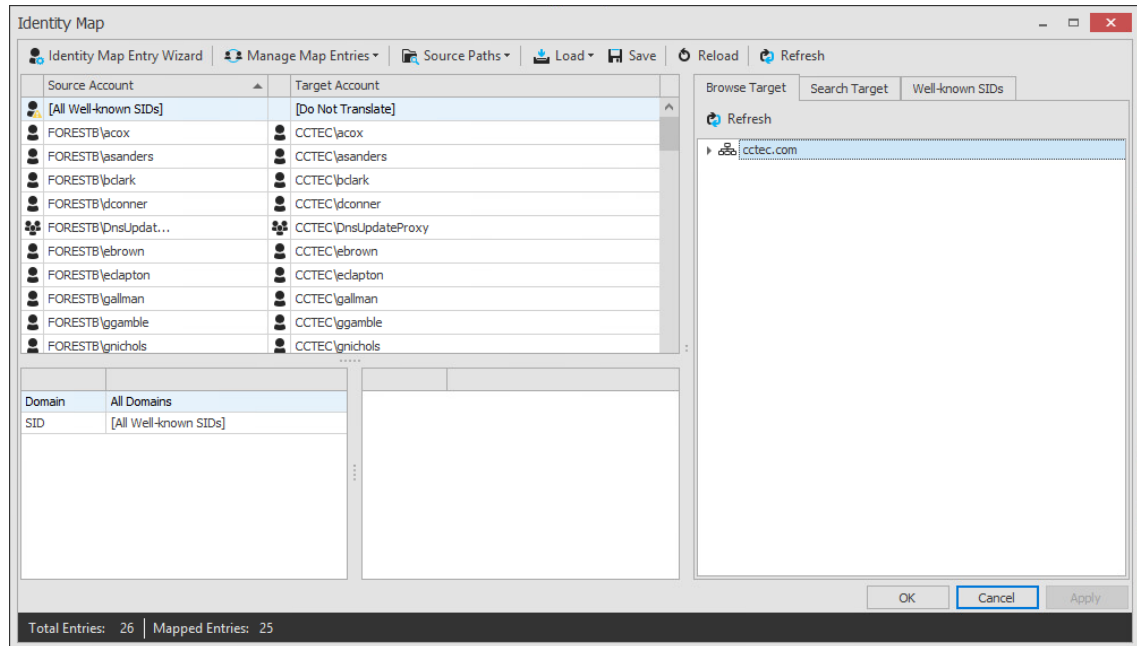 Identity Map
Identity Map Entry Wizard Manage Map Entries Source Paths Load Save Reload Refresh
Source Account Target Account
[All Well-known SIDs] [Do Not Translate]
FORESTB\acox CCTEC\acox
FORESTB\asanders CCTEC\asanders
FORESTB\bclark CCTEC\bclark
FORESTB\dconner CCTEC\dconner
FORESTB\DnsUpdat... CCTEC\DnsUpdateProxy
FORESTB\ebrown CCTEC\ebrown
FORESTB\eclapton CCTEC\eclapton
FORESTB\gallman CCTEC\gallman
FORESTB\ggamble CCTEC\ggamble
FORESTB\gnichols CCTEC\gnichols
Domain All Domains
SID [All Well-known SIDs]
Browse Target Search Target Well-known SIDs
Refresh
cctec.com
OK Cancel Apply
Total Entries: 26 | Mapped Entries: 25